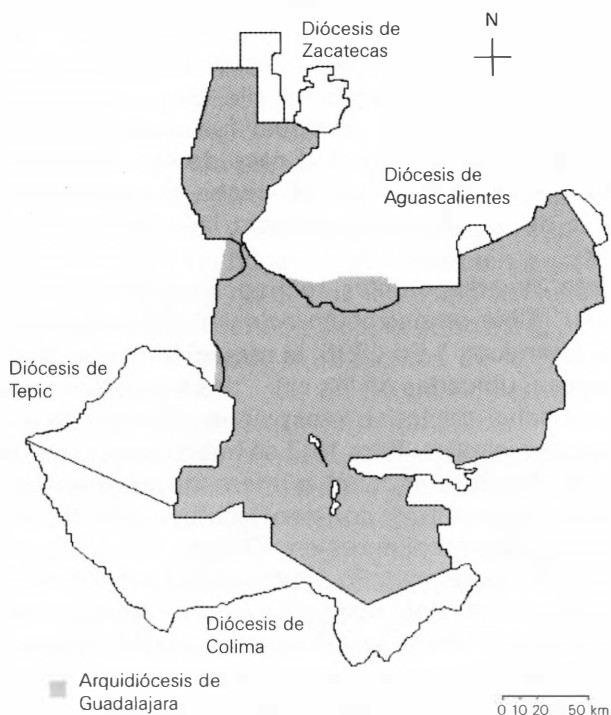 Diócesis de
Zacatecas
N
Diócesis de
Aguascalientes
Diócesis de
Tepic
Diócesis de
Colima
Arquidiócesis de
Guadalajara
0 10 20 50 km